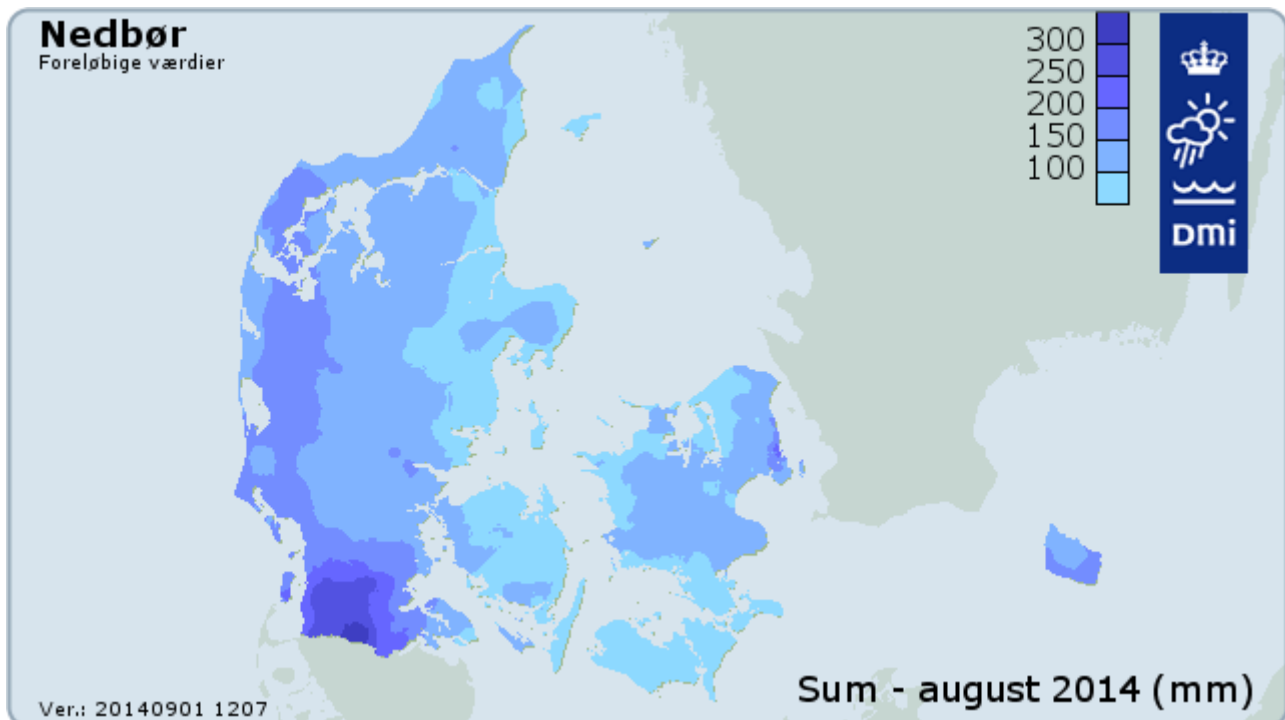 Nedbør
Foreløbige værdier
300
250
200
150
100
DMi
Sum - august 2014 (mm)
Ver.: 20140901 1207